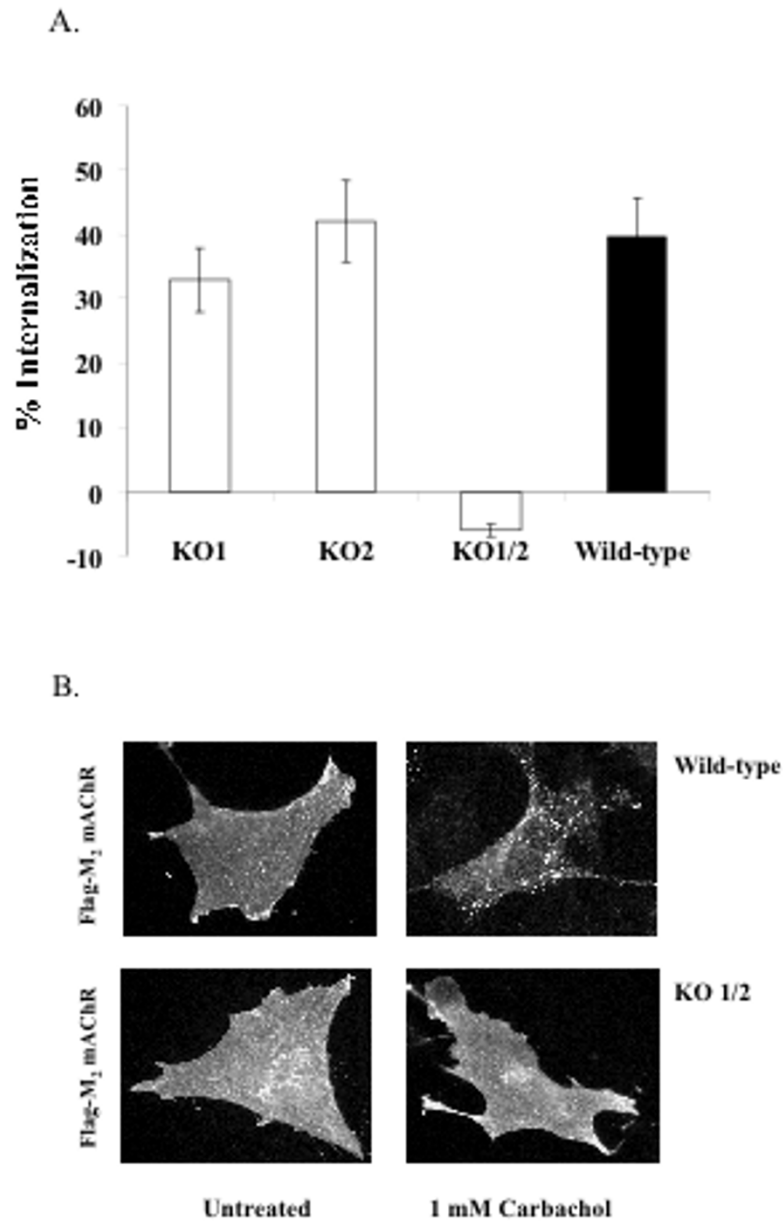 A.
% Internalization
60
50
40
30
20
10
0
-10
KO1 KO2 KO1/2 Wild-type
B.
Flag-M₂ mAChR
Wild-type
Flag-M₂ mAChR
KO 1/2
Untreated 1 mM Carbachol